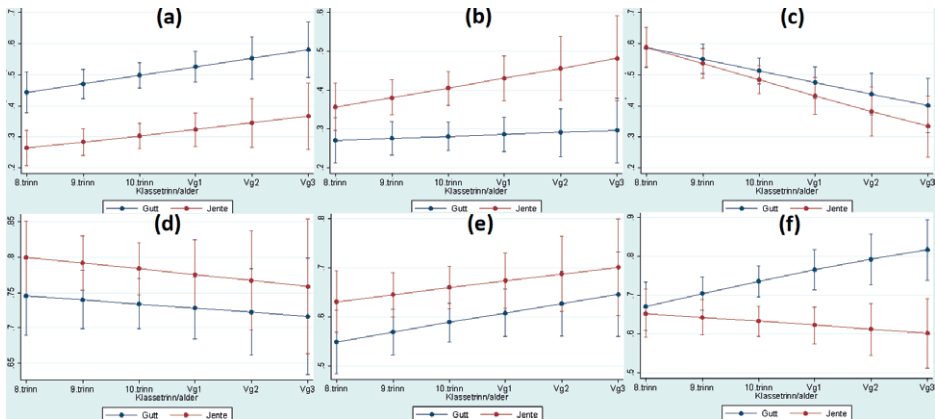 (a)
.7
.6
.5
.4
.3
.2
8.trinn 9.trinn 10.trinn Vg1 Vg2 Vg3
Klassetrinn/alder
Gutt Jente
(b)
.6
.5
.4
.3
.2
8.trinn 9.trinn 10.trinn Vg1 Vg2 Vg3
Klassetrinn/alder
Gutt Jente
(c)
.7
.6
.5
.4
.3
.2
8.trinn 9.trinn 10.trinn Vg1 Vg2 Vg3
Klassetrinn/alder
Gutt Jente
(d)
.85
.8
.75
.7
.65
8.trinn 9.trinn 10.trinn Vg1 Vg2 Vg3
Klassetrinn/alder
Gutt Jente
(e)
.8
.7
.6
.5
8.trinn 9.trinn 10.trinn Vg1 Vg2 Vg3
Klassetrinn/alder
Gutt Jente
(f)
.9
.8
.7
.6
.5
8.trinn 9.trinn 10.trinn Vg1 Vg2 Vg3
Klassetrinn/alder
Gutt Jente